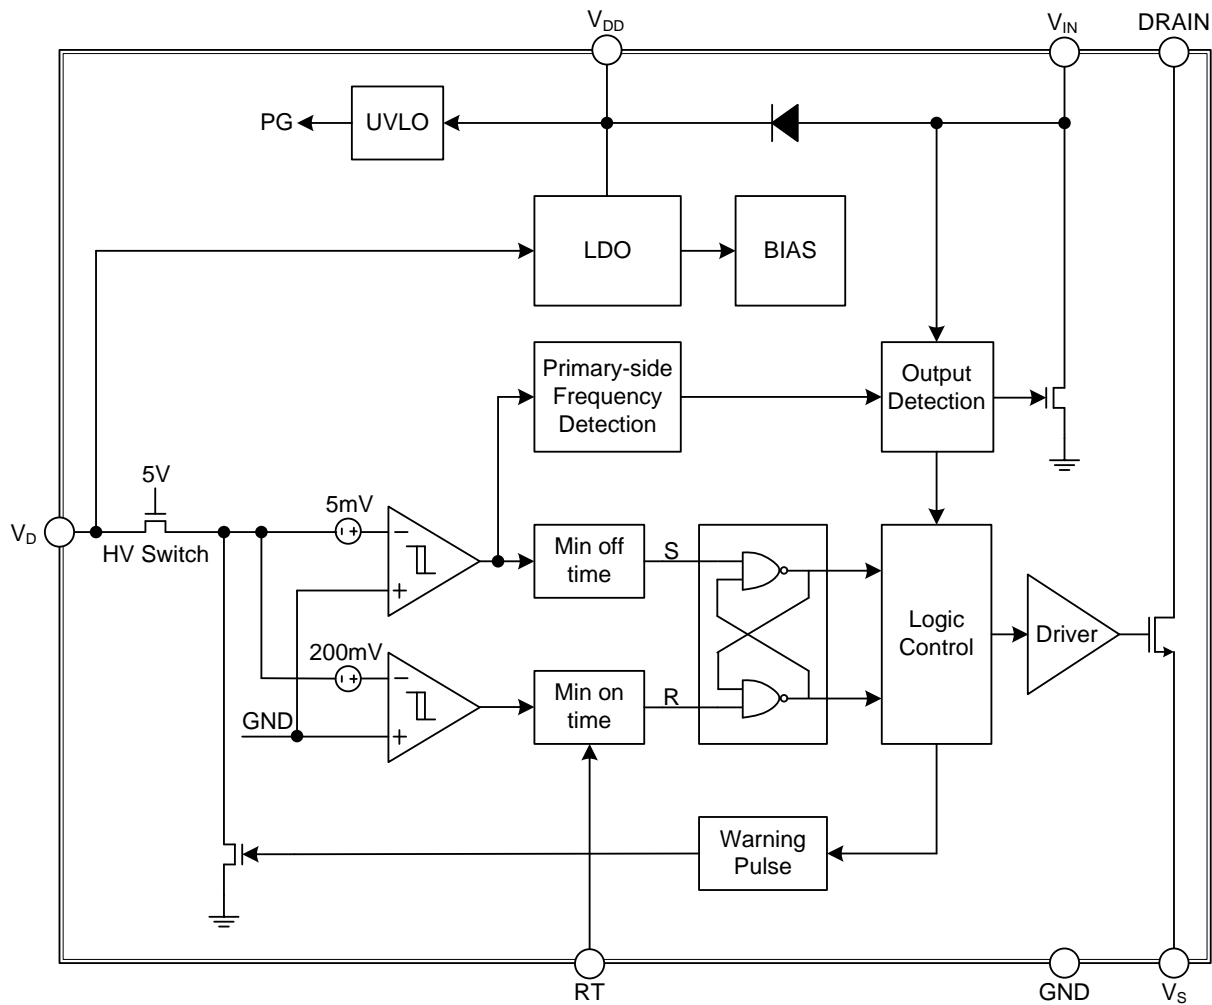 VDD
VIN
DRAIN
PG
UVLO
LDO
BIAS
Primary-side
Frequency
Detection
Output
Detection
5V
VD
HV Switch
5mV
−
+
Min off
time
S
Logic
Control
Driver
200mV
−
+
GND
Min on
time
R
Warning
Pulse
RT
GND
VS